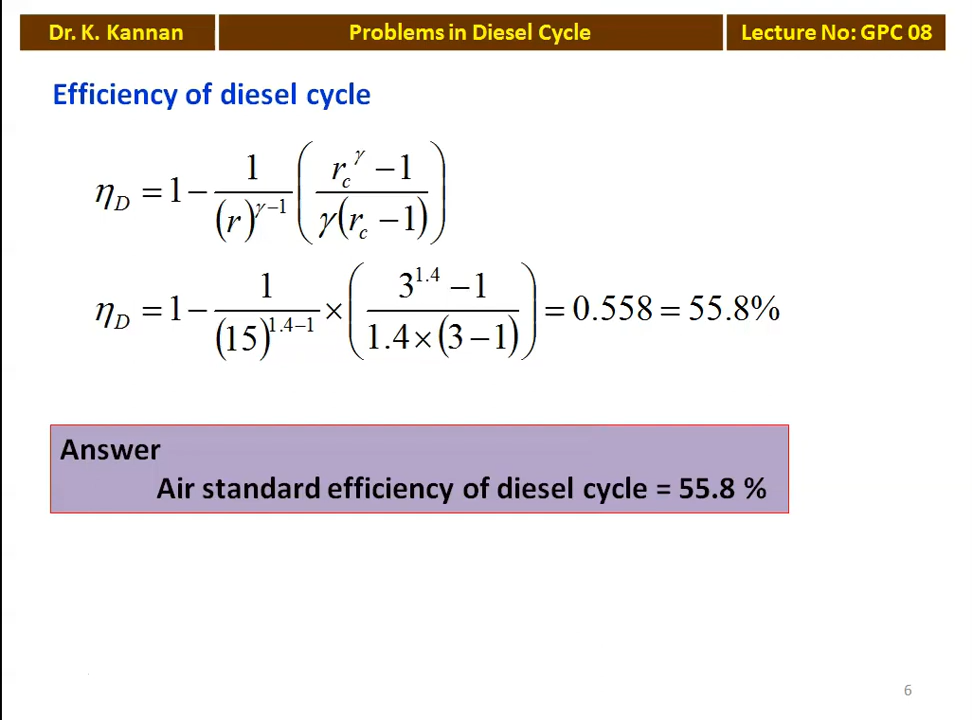 Dr. K. Kannan
Problems in Diesel Cycle
Lecture No: GPC 08
Efficiency of diesel cycle
η_D = 1 − 1/(r)^(γ−1) ( (r_c^γ − 1) / (γ(r_c − 1)) )
η_D = 1 − 1/(15)^(1.4−1) × ( (3^1.4 − 1) / (1.4 × (3 − 1)) ) = 0.558 = 55.8%
Answer
Air standard efficiency of diesel cycle = 55.8 %
6